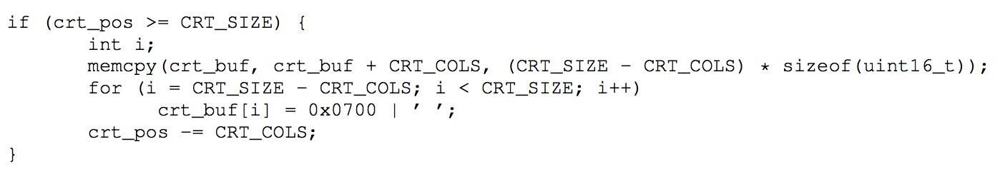 if (crt_pos >= CRT_SIZE) {
int i;
memcpy(crt_buf, crt_buf + CRT_COLS, (CRT_SIZE - CRT_COLS) * sizeof(uint16_t));
for (i = CRT_SIZE - CRT_COLS; i < CRT_SIZE; i++)
crt_buf[i] = 0x0700 | ' ';
crt_pos -= CRT_COLS;
}